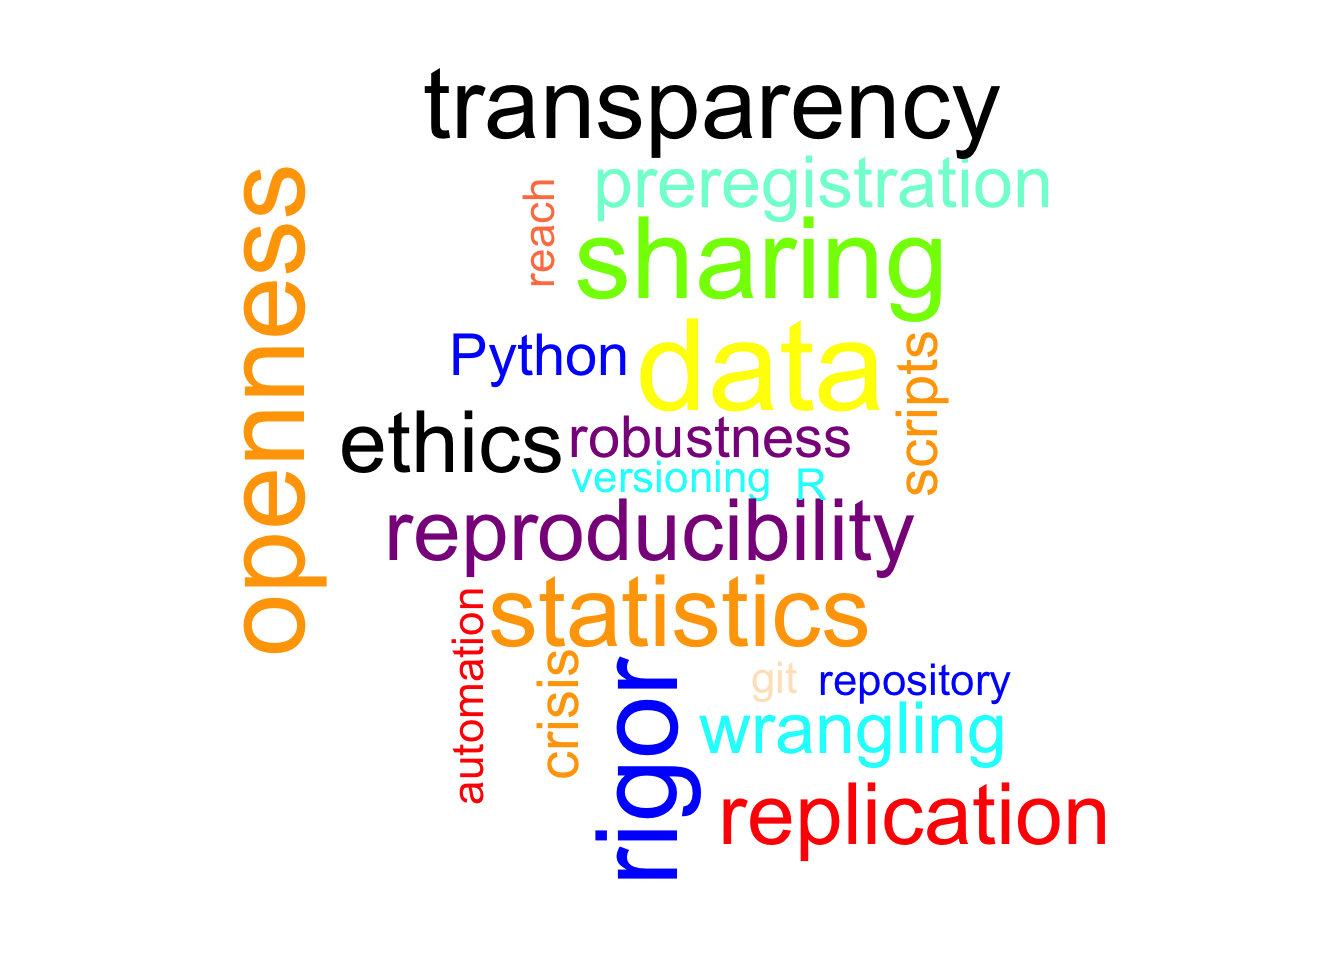 transparency
preregistration
reach
sharing
openness
Python
data
scripts
ethics
robustness
versioning
R
reproducibility
statistics
automation
crisis
rigor
git
repository
wrangling
replication